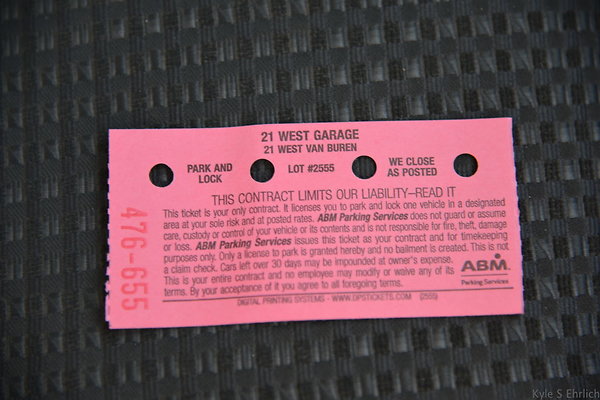 21 WEST GARAGE
21 WEST VAN BUREN
PARK AND
LOCK
LOT #2555
WE CLOSE
AS POSTED
THIS CONTRACT LIMITS OUR LIABILITY–READ IT
This ticket is your only contract. It licenses you to park and lock one vehicle in a designated
area at your sole risk and at posted rates. ABM Parking Services does not guard or assume
care, custody or control of your vehicle or its contents and is not responsible for fire, theft, damage
or loss. ABM Parking Services issues this ticket as your contract and for timekeeping
purposes only. Only a license to park is granted hereby and no bailment is created. This is not
a claim check. Cars left over 30 days may be impounded at owner's expense.
This is your entire contract and no employee may modify or waive any of its
terms. By your acceptance of it you agree to all foregoing terms.
ABM
Parking Services
DIGITAL PRINTING SYSTEMS - WWW.DPSTICKETS.COM (2555)
476-655
Kyle S Ehrlich